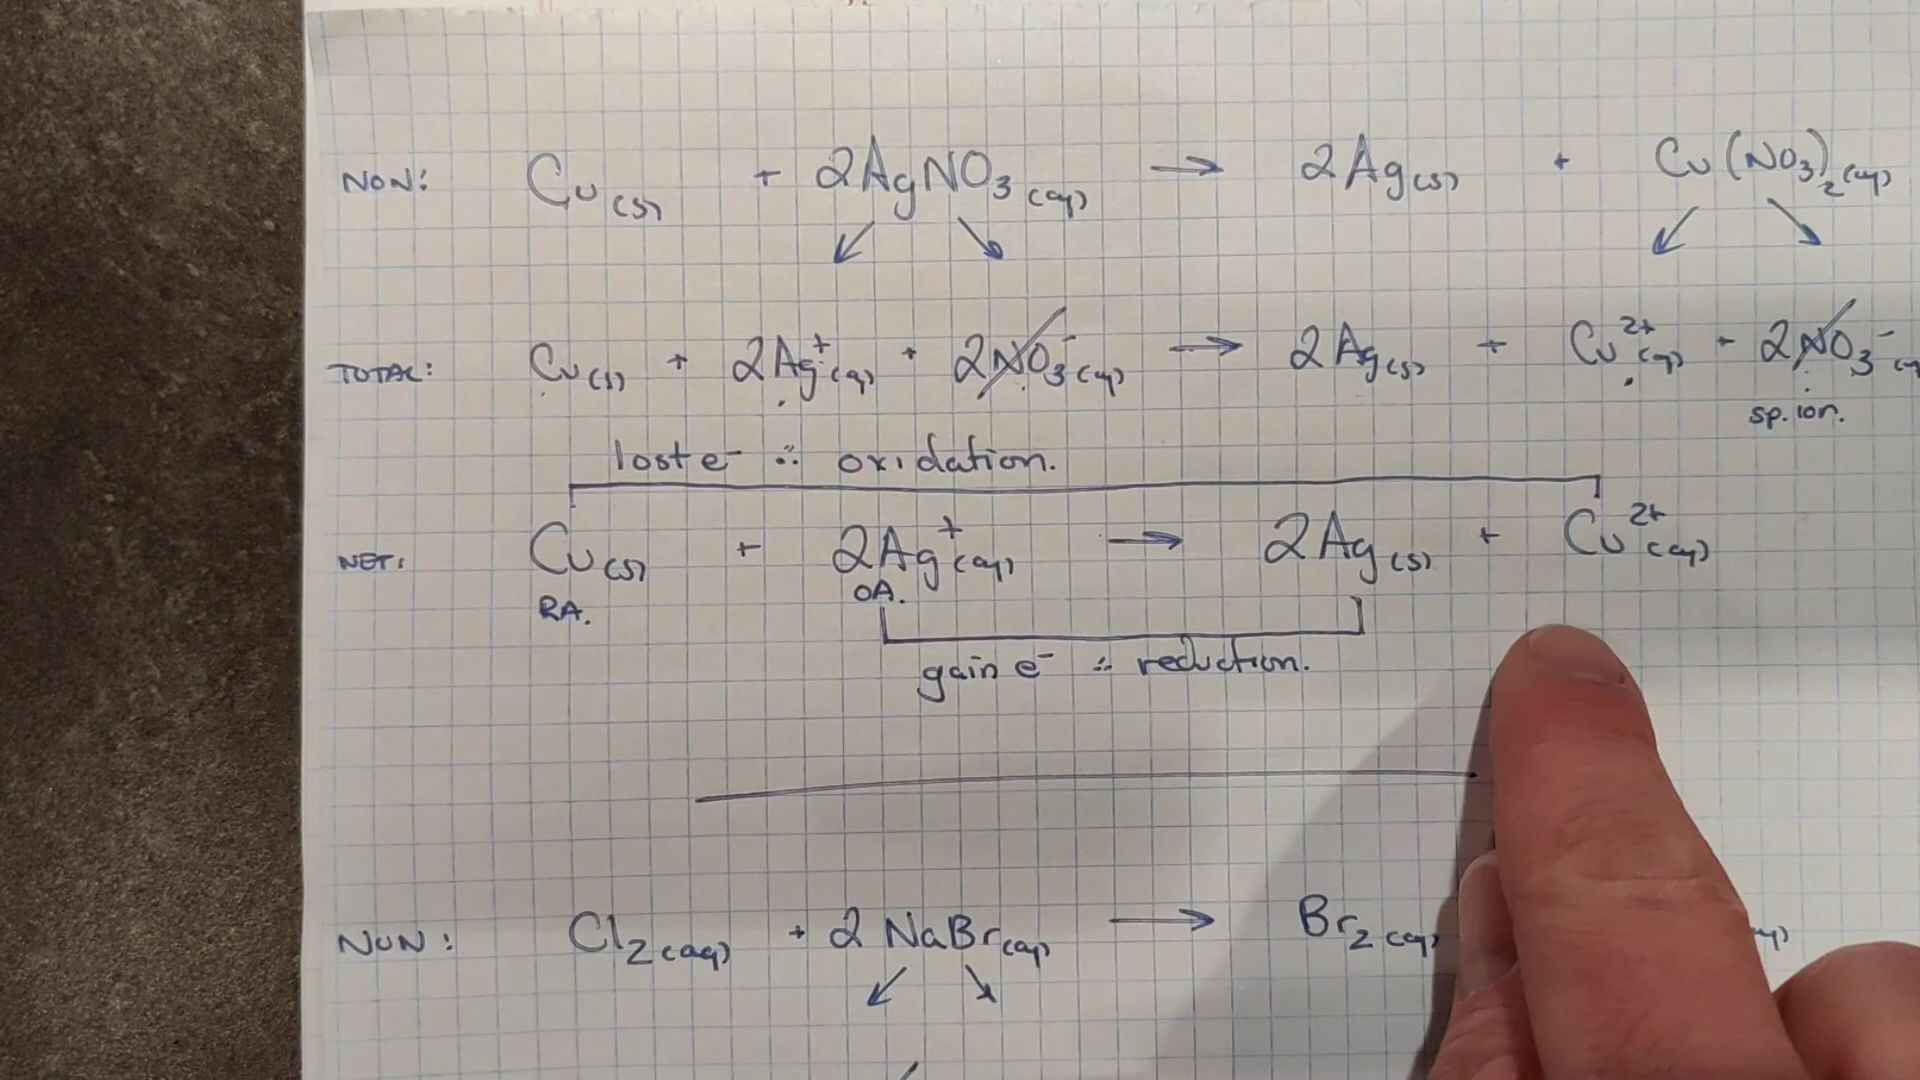 NON: Cu(s) + 2AgNO3(aq) → 2Ag(s) + Cu(NO3)2(aq)
TOTAL: Cu(s) + 2Ag+(aq) + 2NO3-(aq) → 2Ag(s) + Cu2+(aq) + 2NO3-
sp. ion.
lost e- ∴ oxidation.
NET: Cu(s) + 2Ag+(aq) → 2Ag(s) + Cu2+(aq)
RA. OA.
gain e- ∴ reduction.
NON: Cl2(aq) + 2 NaBr(aq) → Br2(aq)